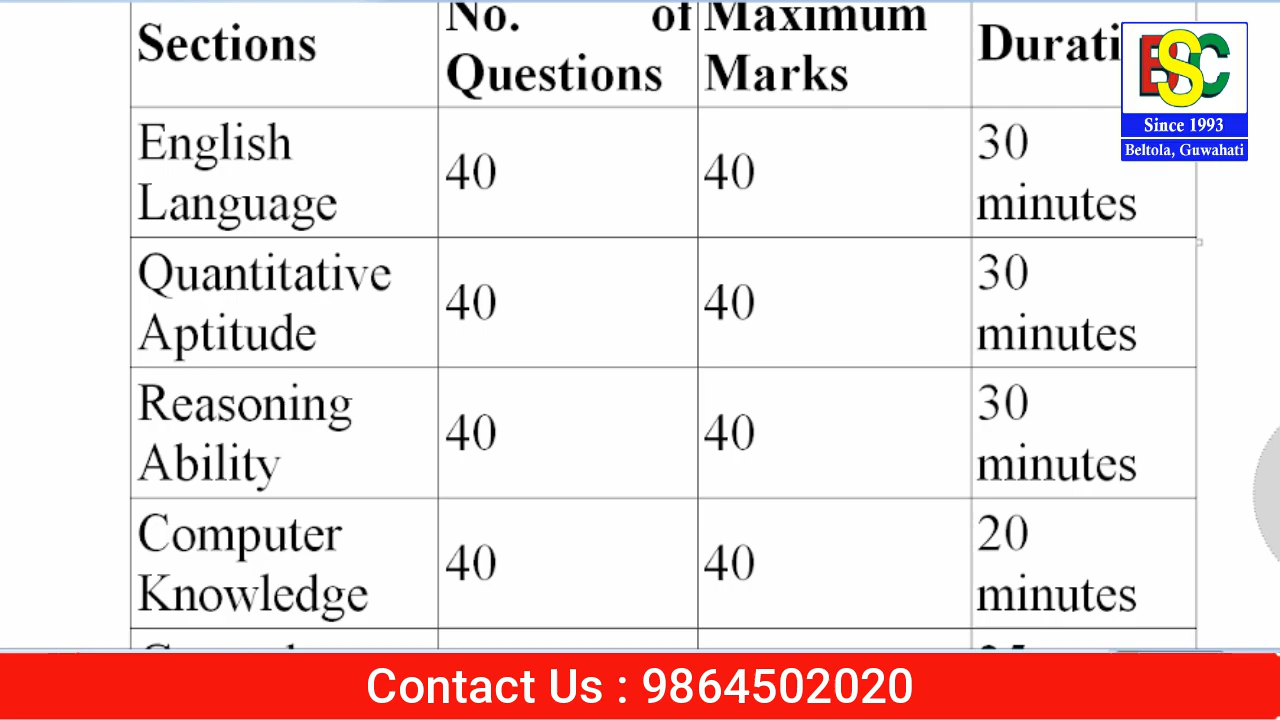 Sections No. of Maximum Durati
Questions Marks
English Language 40 40 30 minutes
Quantitative Aptitude 40 40 30 minutes
Reasoning Ability 40 40 30 minutes
Computer Knowledge 40 40 20 minutes
BSC
Since 1993
Beltola, Guwahati
Contact Us : 9864502020